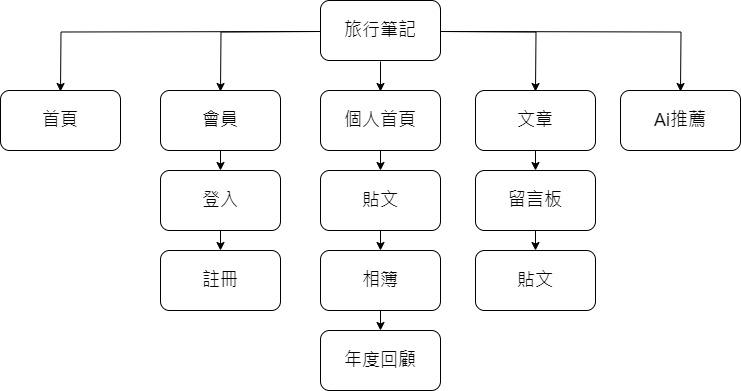 旅行筆記
首頁
會員
個人首頁
文章
Ai推薦
登入
貼文
留言板
註冊
相簿
貼文
年度回顧